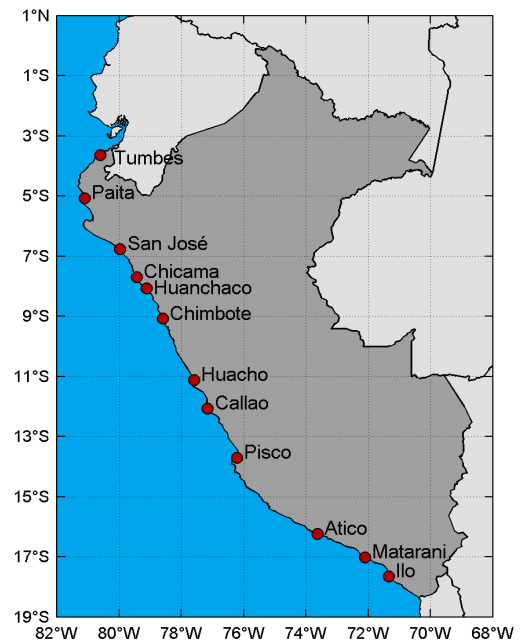 1°N
1°S
3°S
Tumbes
5°S
Paita
San José
7°S
Chicama
Huanchaco
9°S
Chimbote
11°S
Huacho
Callao
13°S
Pisco
15°S
Atico
17°S
Matarani
Ilo
19°S
82°W 80°W 78°W 76°W 74°W 72°W 70°W 68°W